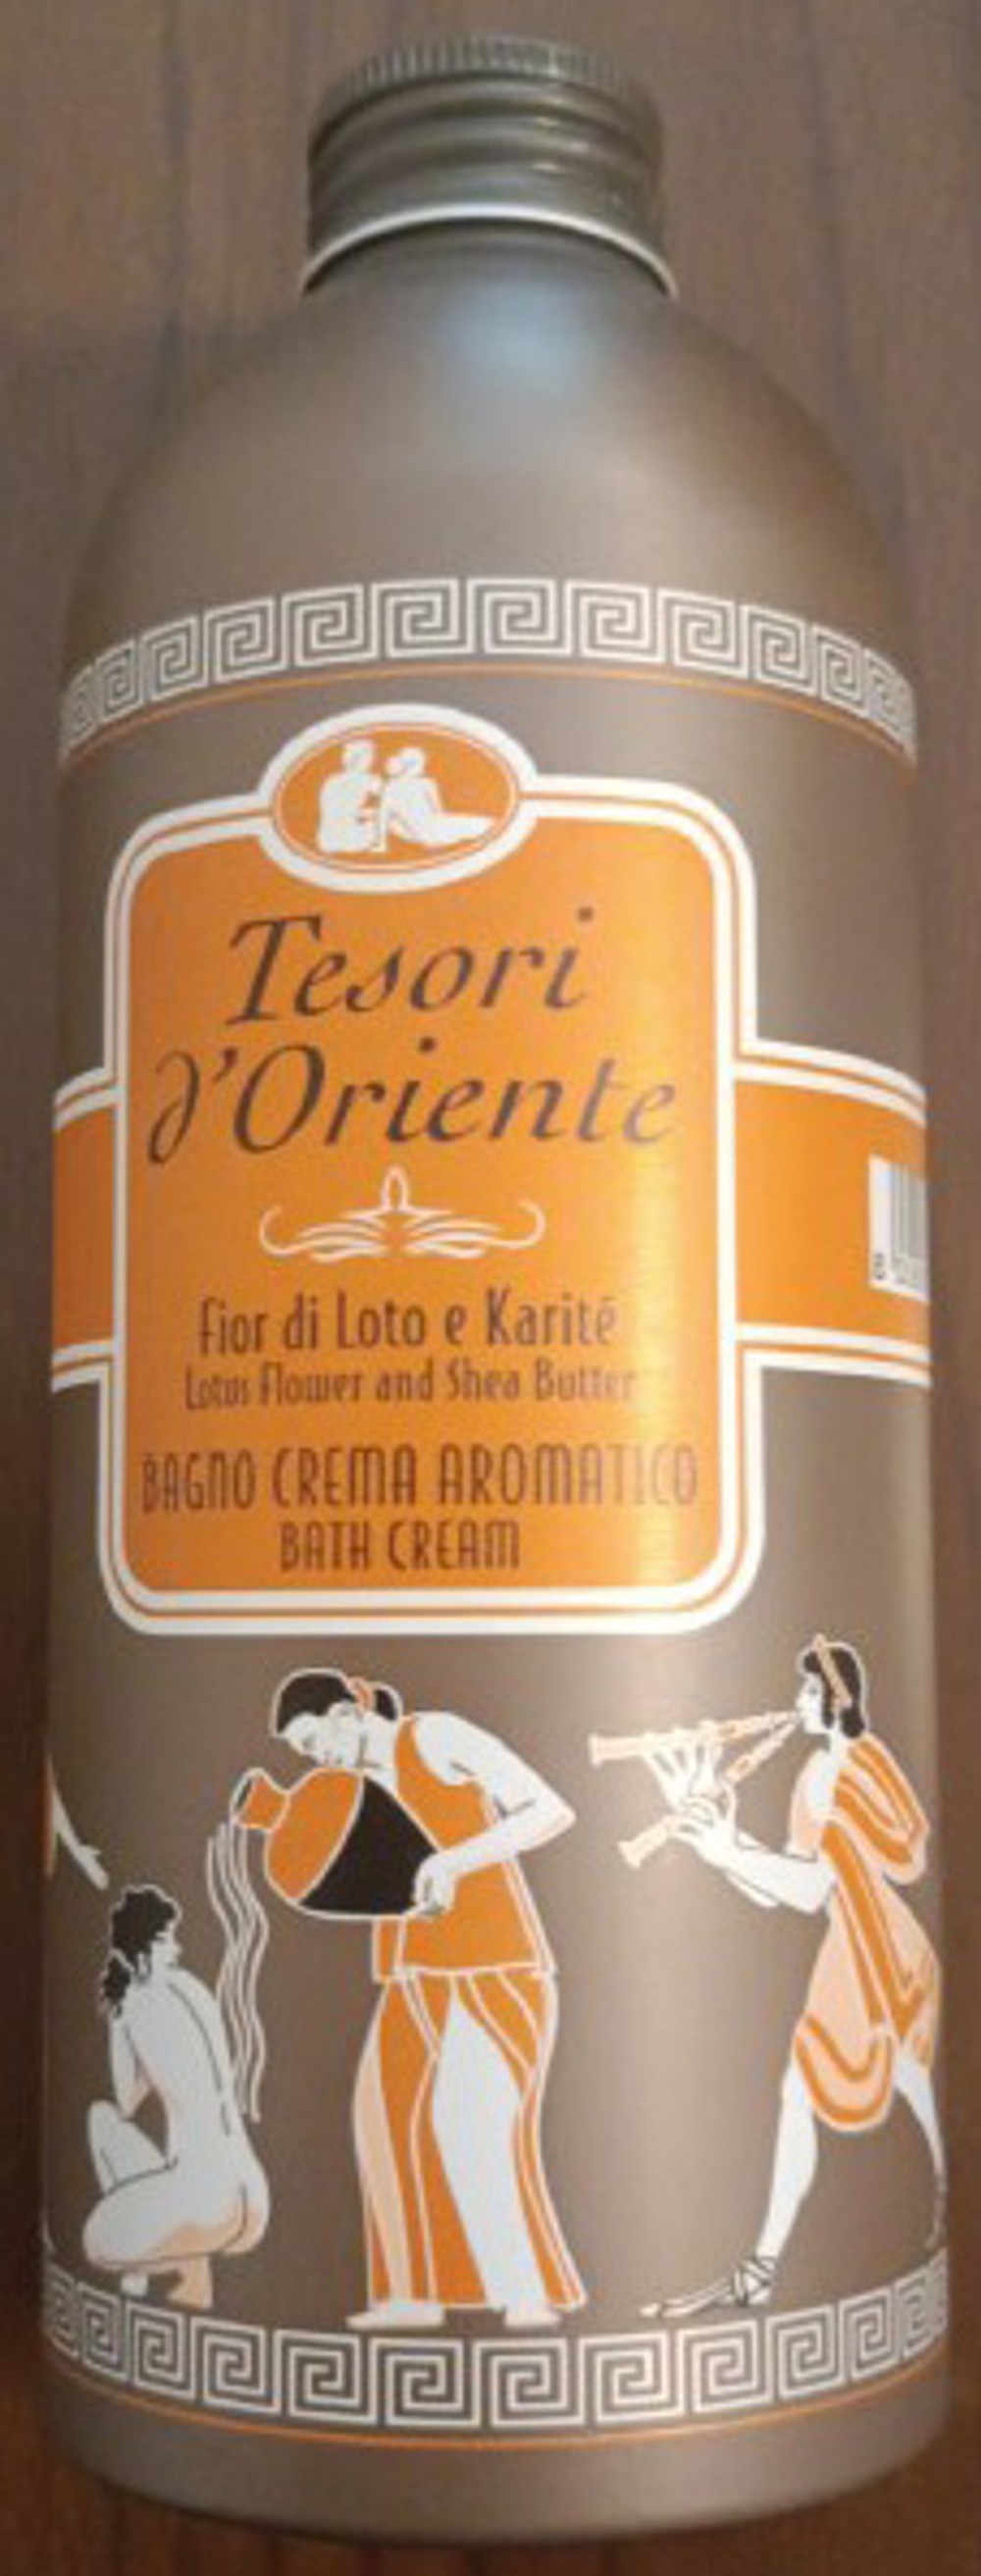 Tesori
d'Oriente
Fior di Loto e Karité
Lotus Flower and Shea Butter
BAGNO CREMA AROMATICO
BATH CREAM